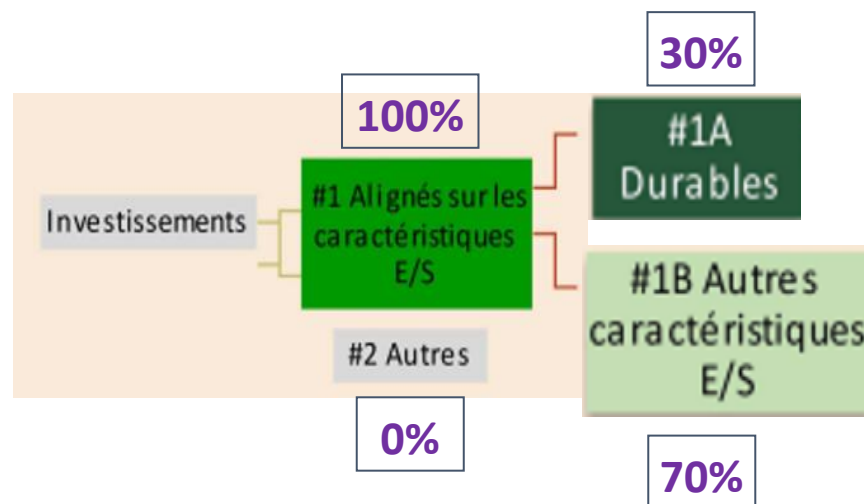 30%
100%
#1A
Durables
Investissements
#1 Alignés sur les
caractéristiques
E/S
#1B Autres
caractéristiques
E/S
#2 Autres
0%
70%